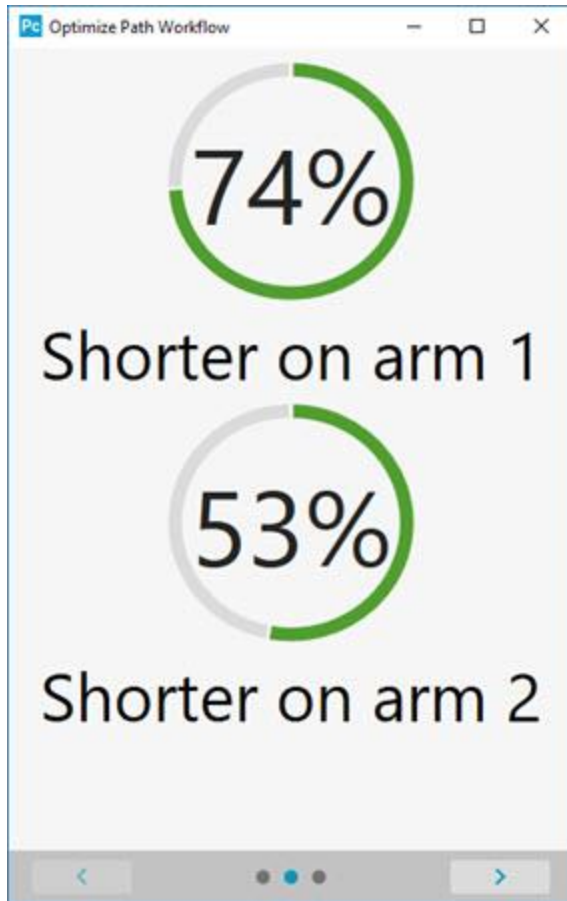 Pc Optimize Path Workflow
74%
Shorter on arm 1
53%
Shorter on arm 2